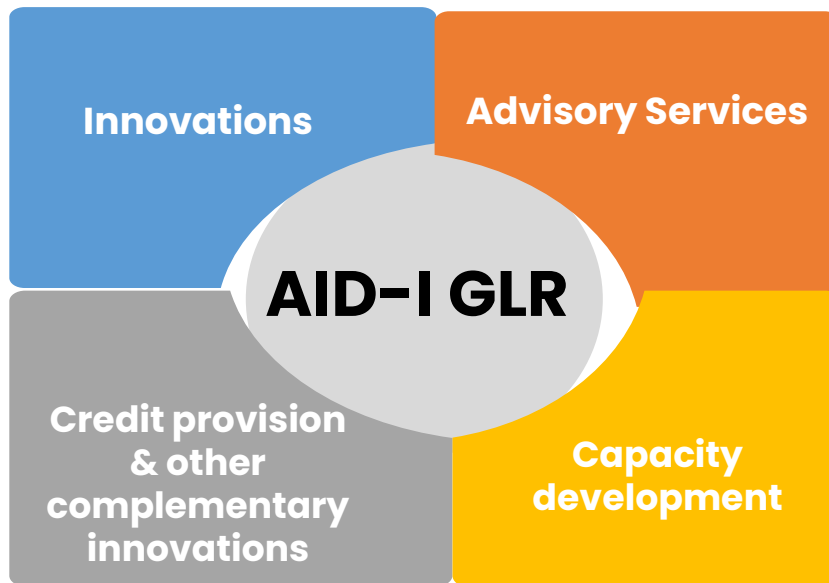 Innovations
Advisory Services
AID-I GLR
Credit provision
& other
complementary
innovations
Capacity
development